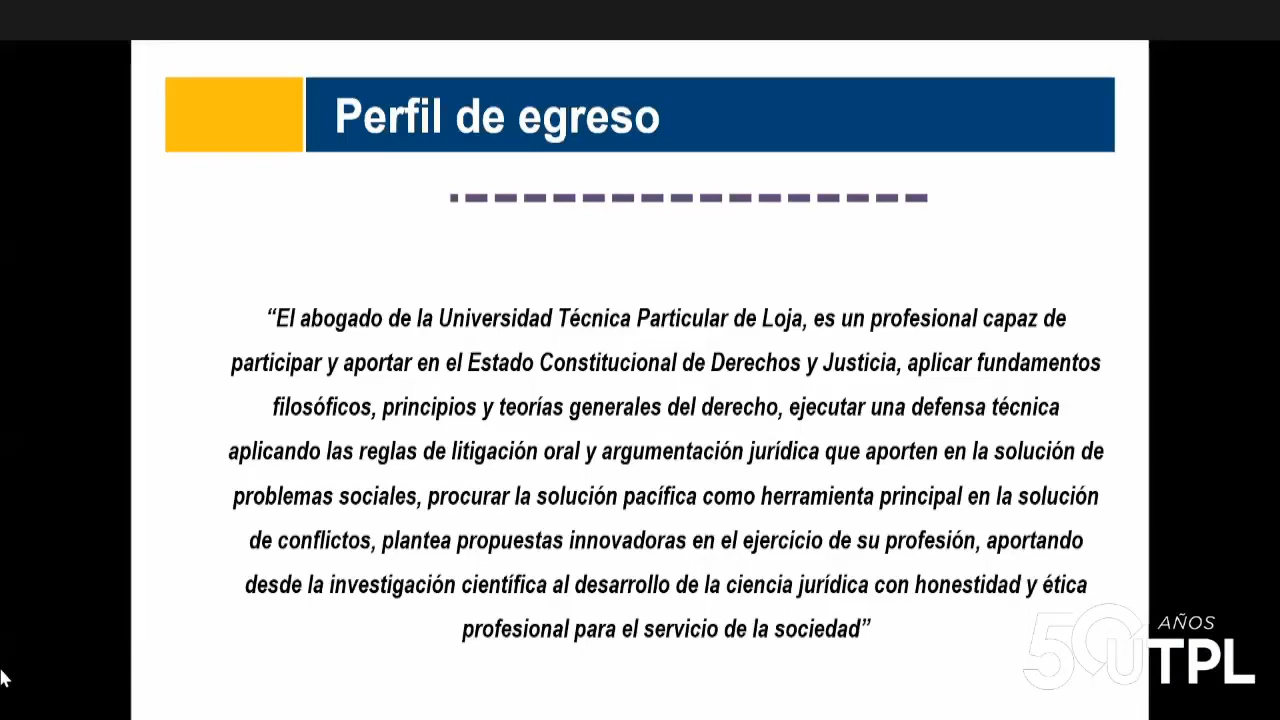 Perfil de egreso
“El abogado de la Universidad Técnica Particular de Loja, es un profesional capaz de
participar y aportar en el Estado Constitucional de Derechos y Justicia, aplicar fundamentos
filosóficos, principios y teorías generales del derecho, ejecutar una defensa técnica
aplicando las reglas de litigación oral y argumentación jurídica que aporten en la solución de
problemas sociales, procurar la solución pacífica como herramienta principal en la solución
de conflictos, plantea propuestas innovadoras en el ejercicio de su profesión, aportando
desde la investigación científica al desarrollo de la ciencia jurídica con honestidad y ética
profesional para el servicio de la sociedad”
50 AÑOS
UTPL